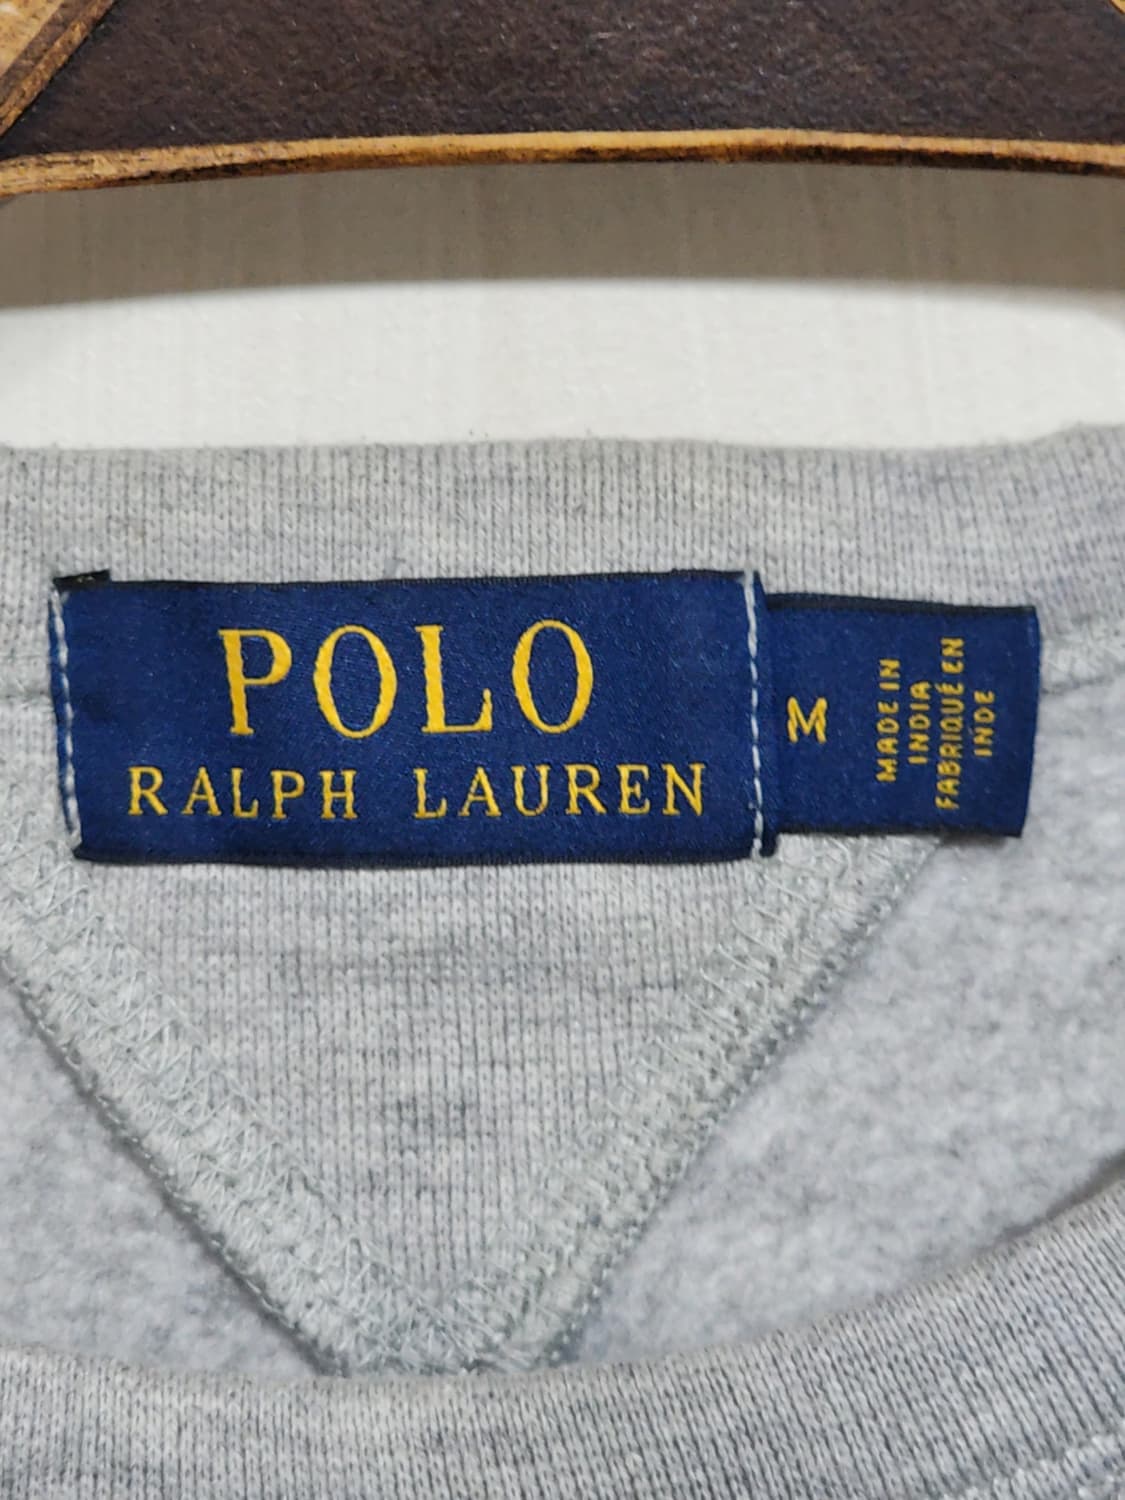 POLO
RALPH LAUREN
M
MADE IN
INDIA
FABRIQUÉ EN
INDE